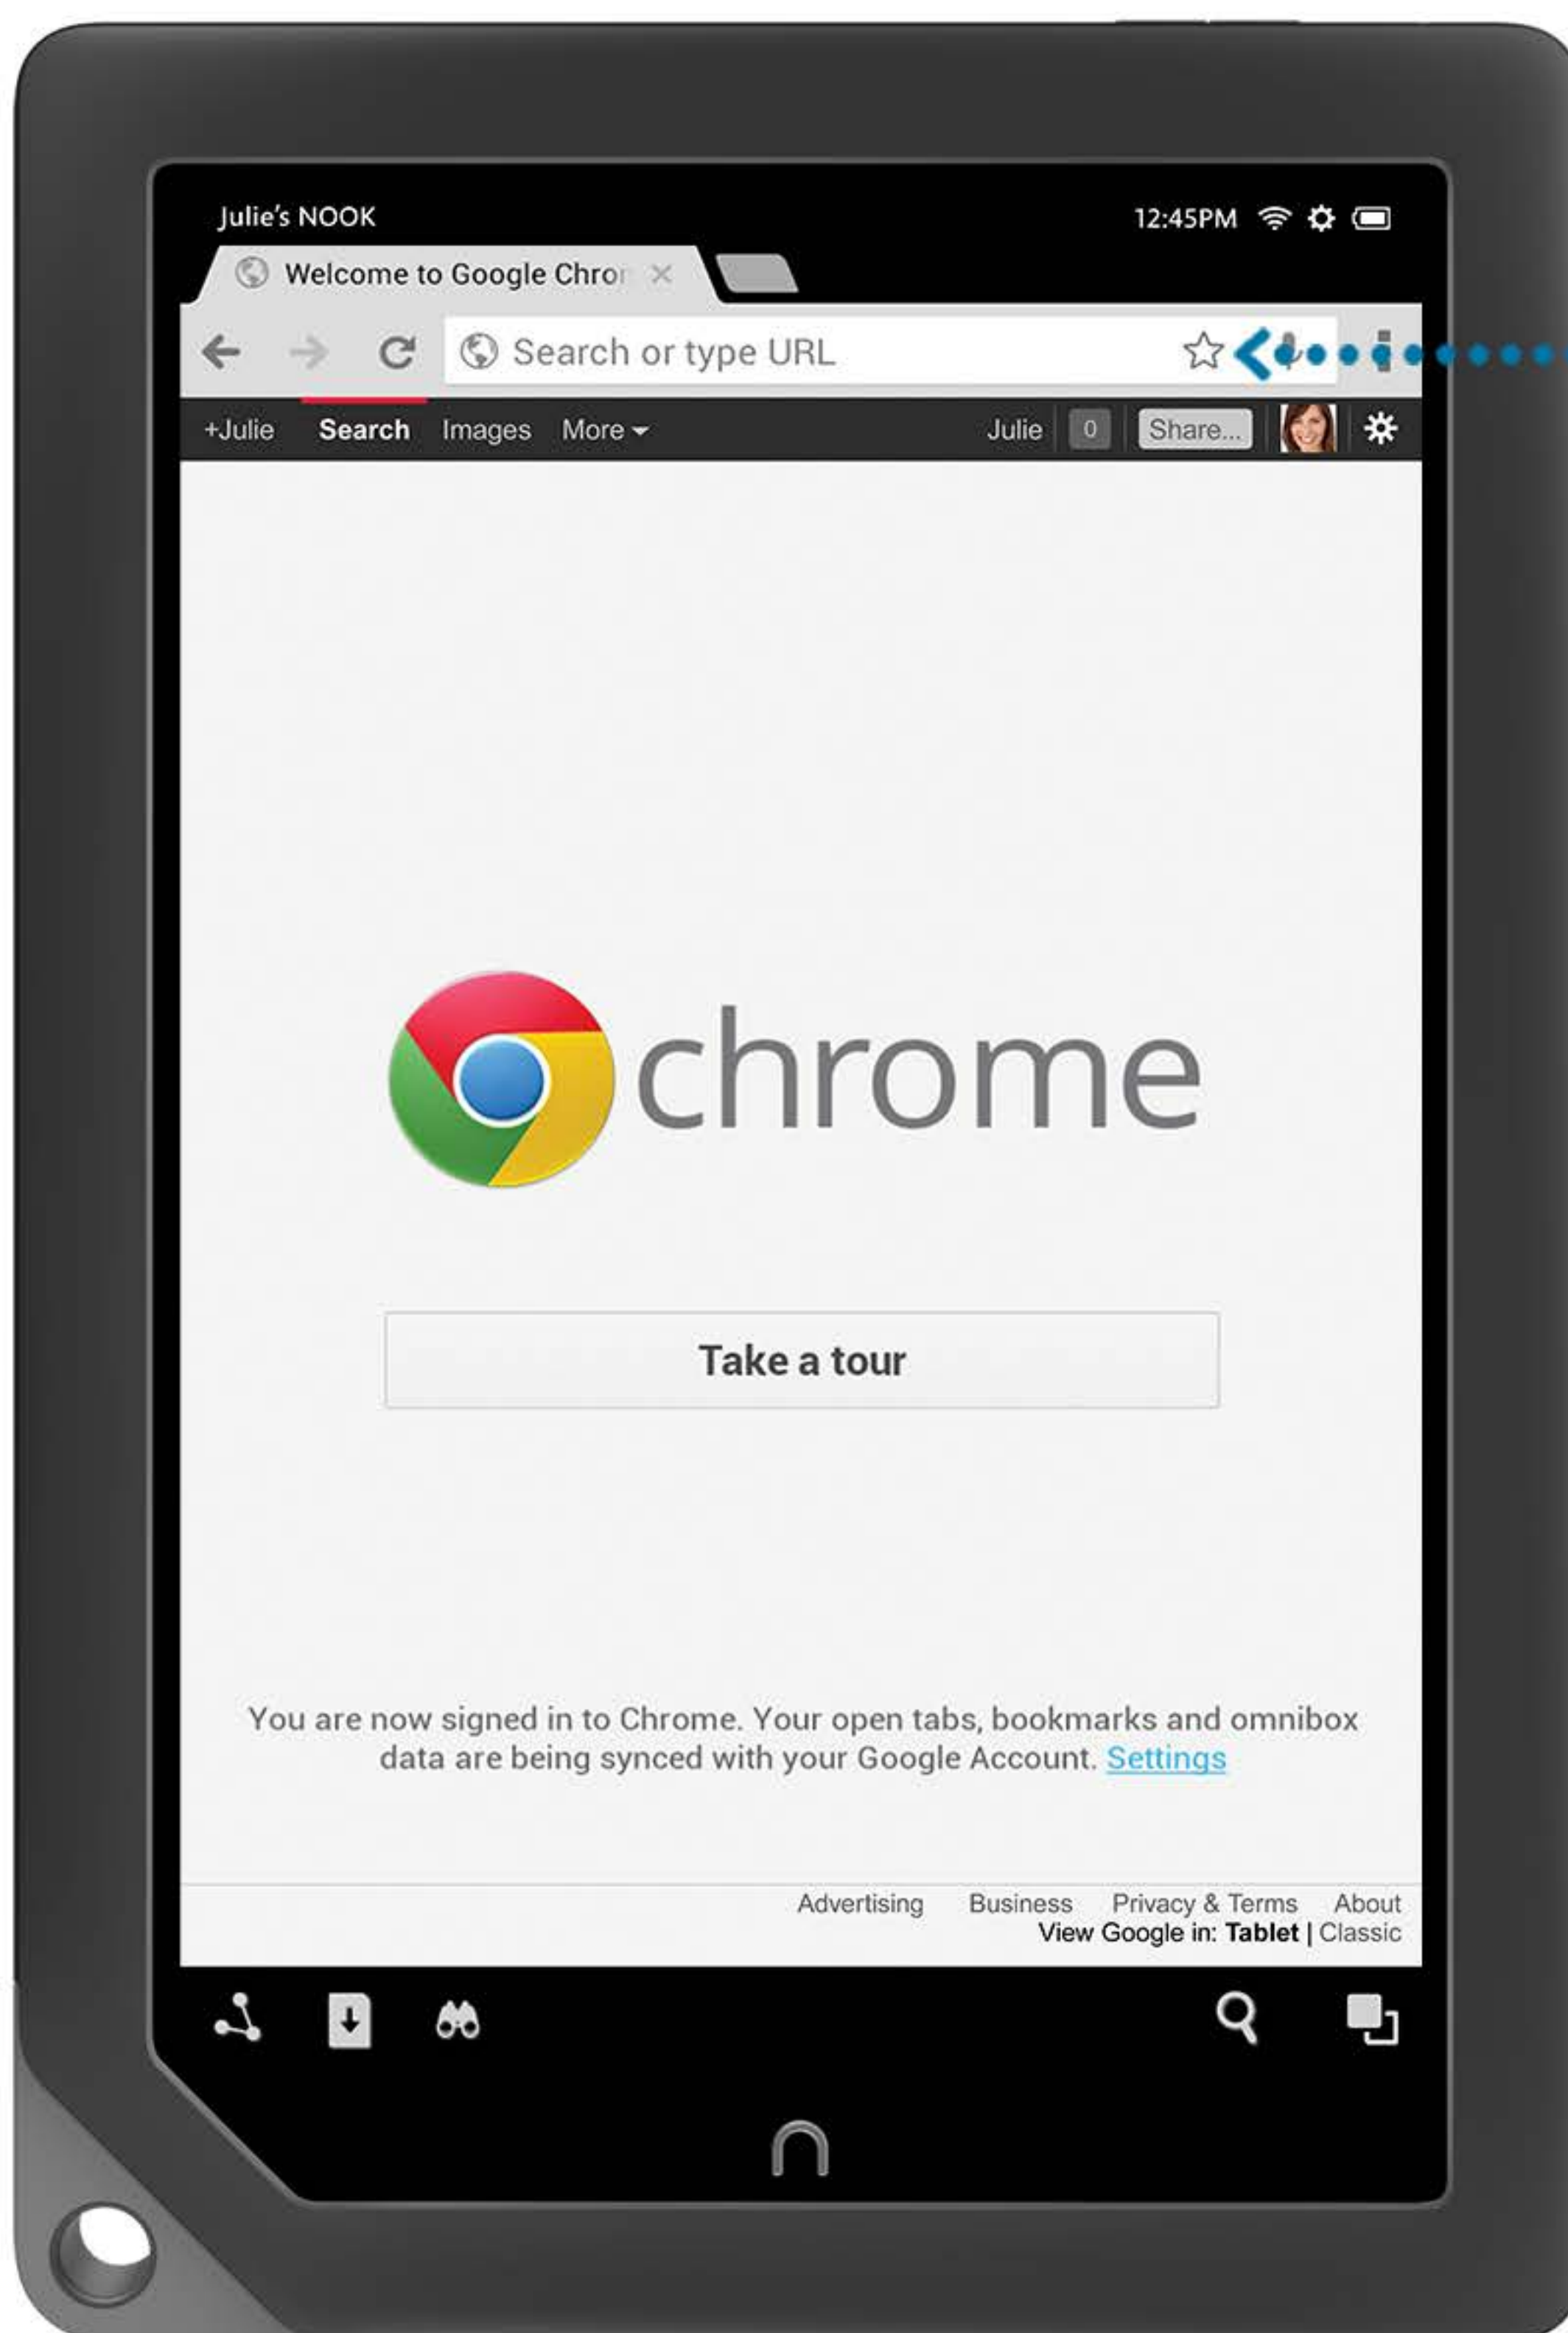 Julie's NOOK 12:45PM
Welcome to Google Chro
Search or type URL
+Julie Search Images More Julie 0 Share...
chrome
Take a tour
You are now signed in to Chrome. Your open tabs, bookmarks and omnibox
data are being synced with your Google Account. Settings
Advertising Business Privacy & Terms About
View Google in: Tablet | Classic